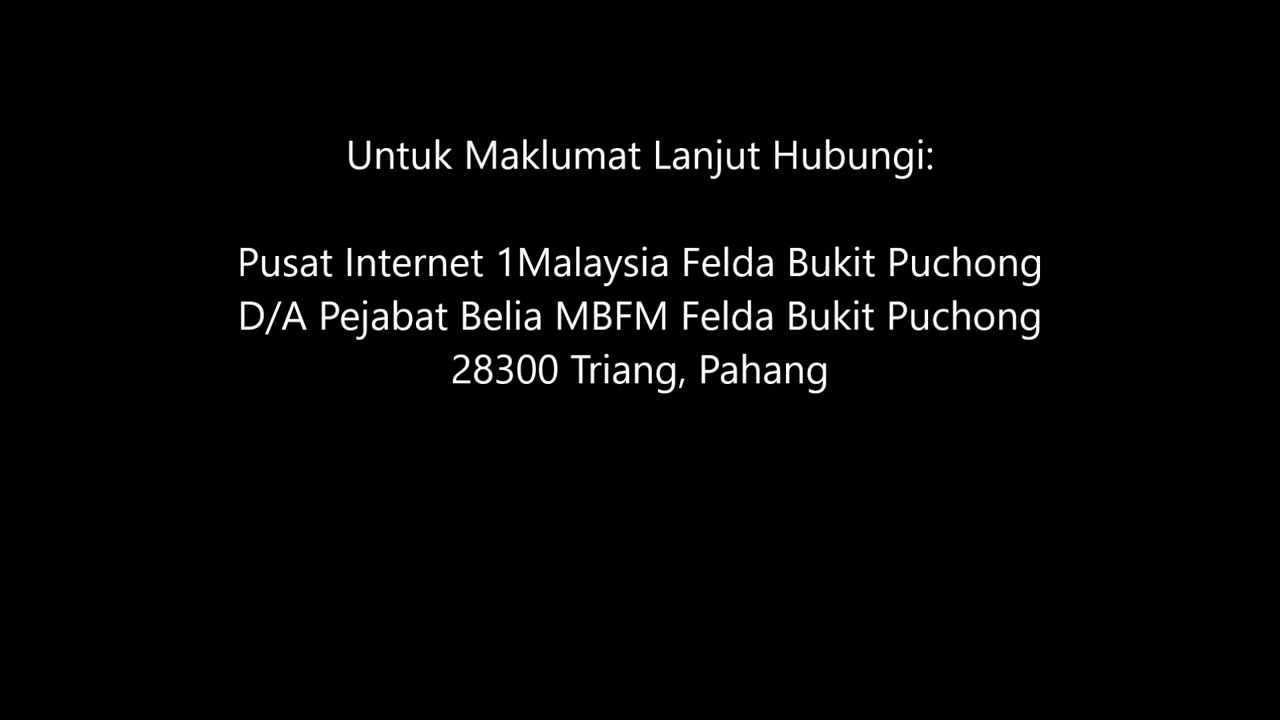 Untuk Maklumat Lanjut Hubungi:
Pusat Internet 1Malaysia Felda Bukit Puchong
D/A Pejabat Belia MBFM Felda Bukit Puchong
28300 Triang, Pahang